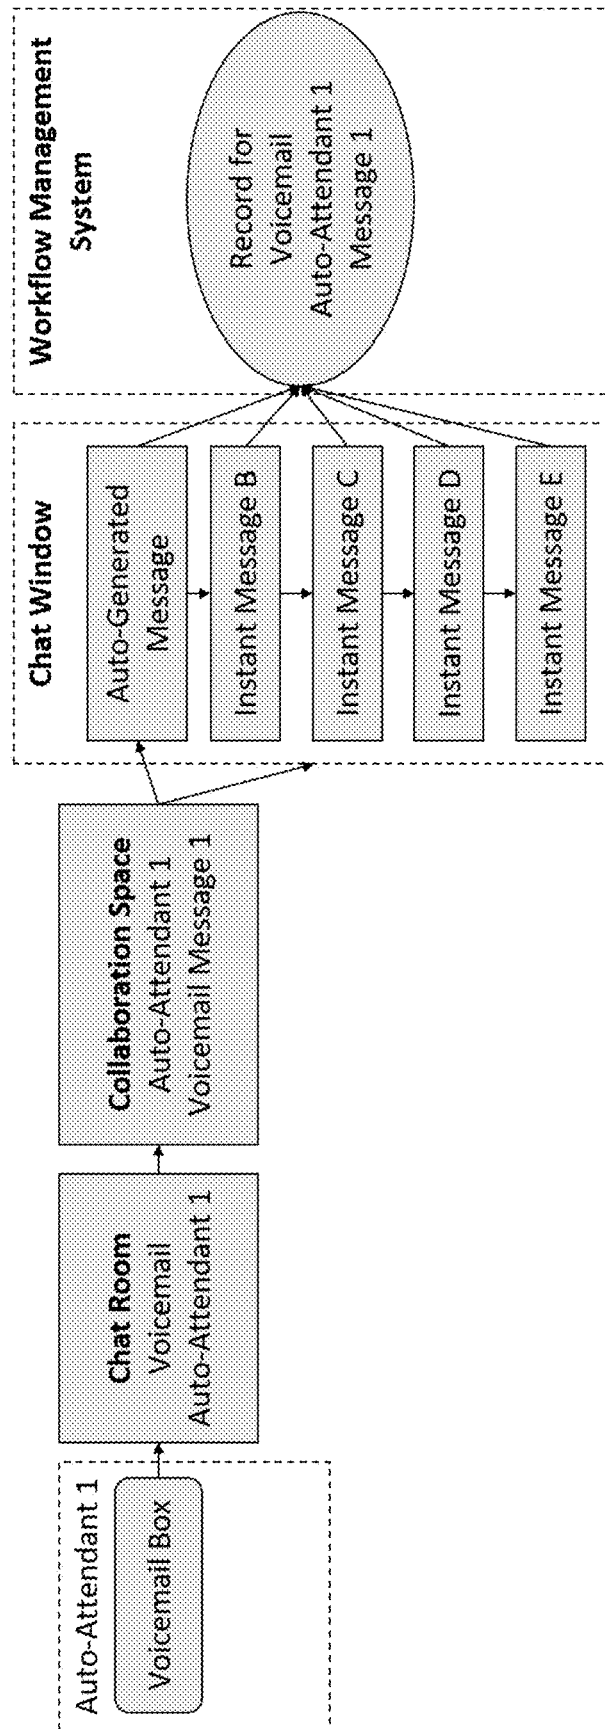 Auto-Attendant 1
Voicemail Box
Chat Room
Voicemail
Auto-Attendant 1
Collaboration Space
Auto-Attendant 1
Voicemail Message 1
Chat Window
Auto-Generated
Message
Instant Message B
Instant Message C
Instant Message D
Instant Message E
Workflow Management
System
Record for
Voicemail
Auto-Attendant 1
Message 1